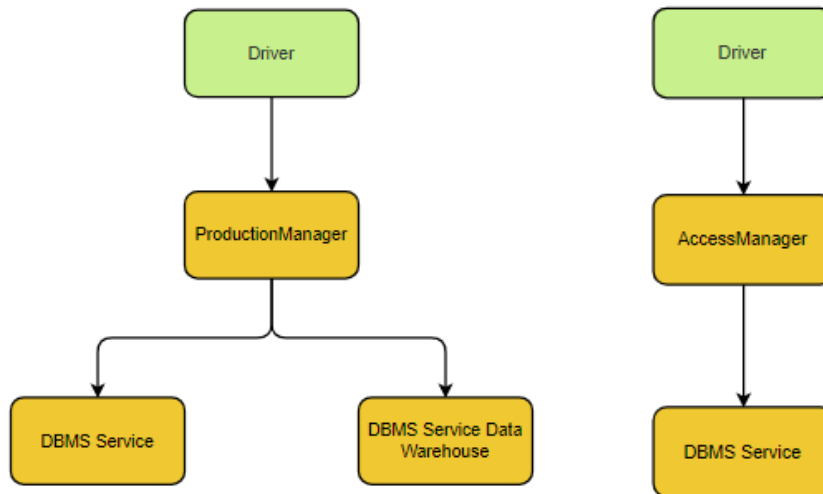 Driver
ProductionManager
DBMS Service
DBMS Service Data
Warehouse
Driver
AccessManager
DBMS Service